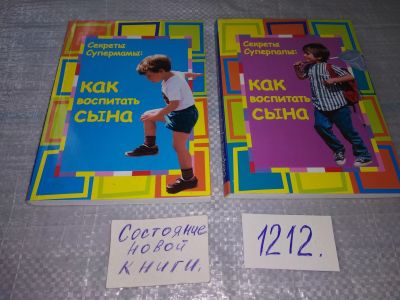 Секреты
Супермамы:
как
воспитать
сына
Секреты
Суперпапы:
как
воспитать
сына
Состояние
новой
книги.
1212.